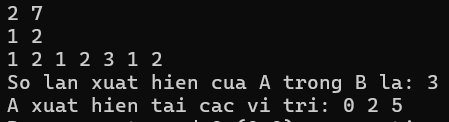 2 7
1 2
1 2 1 2 3 1 2
So lan xuat hien cua A trong B la: 3
A xuat hien tai cac vi tri: 0 2 5